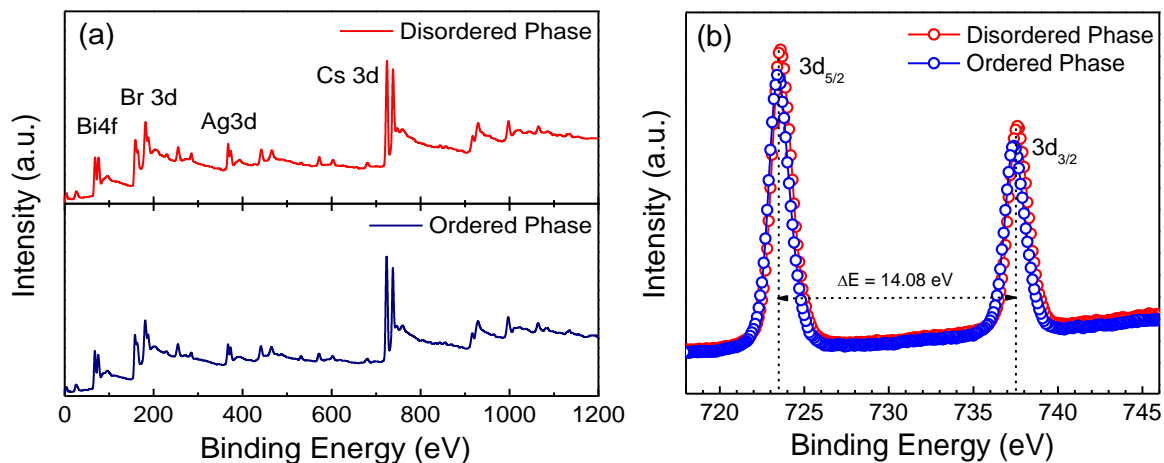 (a)
Disordered Phase
Cs 3d
Br 3d
Bi4f
Ag3d
Intensity (a.u.)
Ordered Phase
0 200 400 600 800 1000 1200
Binding Energy (eV)
(b)
Disordered Phase
Ordered Phase
3d5/2
3d3/2
ΔE = 14.08 eV
Intensity (a.u.)
720 725 730 735 740 745
Binding Energy (eV)